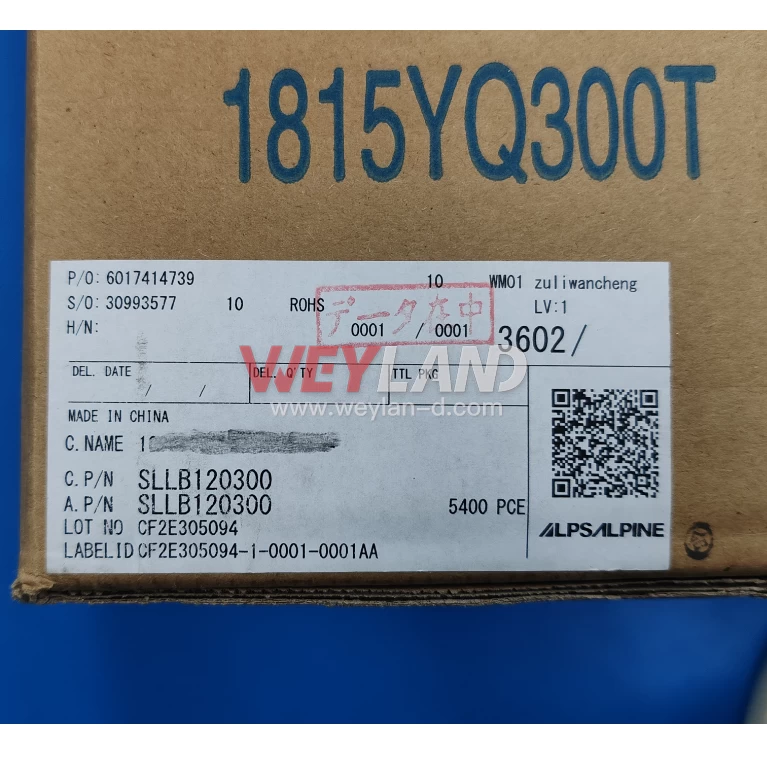 1815YQ300T
P/O: 6017414739 10 WM01 zuliwancheng
S/O: 30993577 10 ROHS LV:1
データ存中
H/N: 0001 / 0001 3602/
WEYLAND
DEL. DATE DEL. Q'TY TTL PKG
/ /
www.weylan-d.com
MADE IN CHINA
C.NAME
C.P/N SLLB120300
A.P/N SLLB120300 5400 PCE
ALPSALPINE
LOT NO CF2E305094
LABELID CF2E305094-1-0001-0001AA